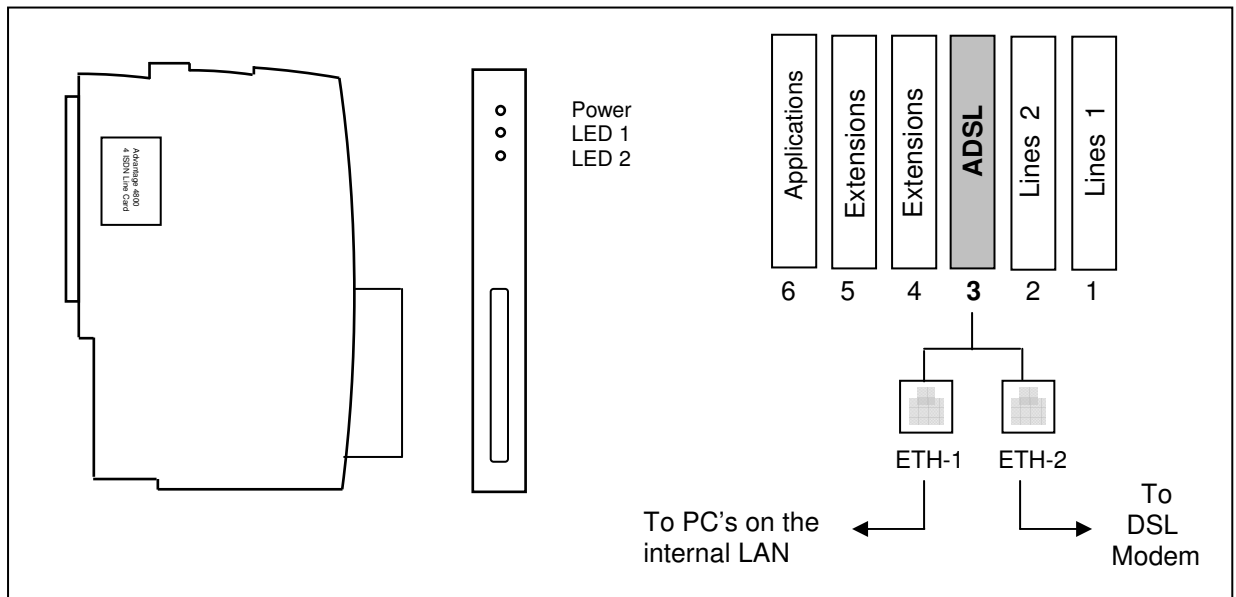 Advantage 4800
4 ISDN Line Card
Power
LED 1
LED 2
Applications
Extensions
Extensions
ADSL
Lines 2
Lines 1
6 5 4 3 2 1
ETH-1 ETH-2
To PC's on the
internal LAN
To
DSL
Modem